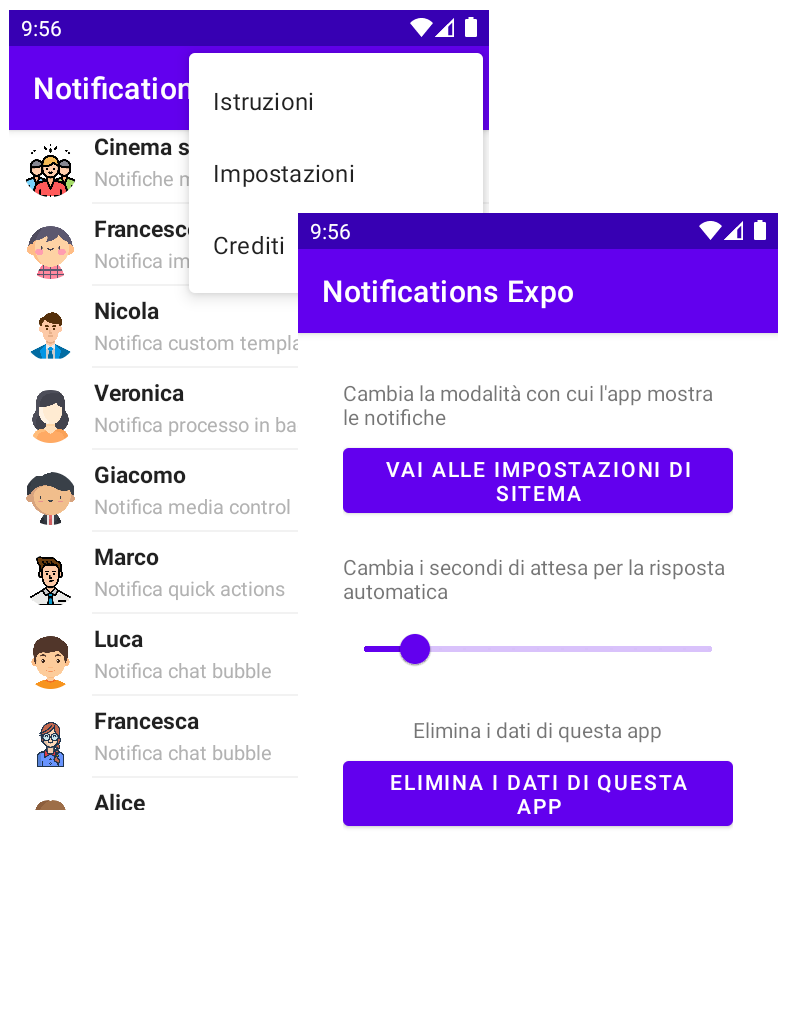 9:56
Notification
Istruzioni
Impostazioni
Crediti
Cinema s
Notifiche m
Francesc
Notifica im
Nicola
Notifica custom templa
Veronica
Notifica processo in ba
Giacomo
Notifica media control
Marco
Notifica quick actions
Luca
Notifica chat bubble
Francesca
Notifica chat bubble
Alice
9:56
Notifications Expo
Cambia la modalità con cui l'app mostra
le notifiche
VAI ALLE IMPOSTAZIONI DI
SITEMA
Cambia i secondi di attesa per la risposta
automatica
Elimina i dati di questa app
ELIMINA I DATI DI QUESTA
APP